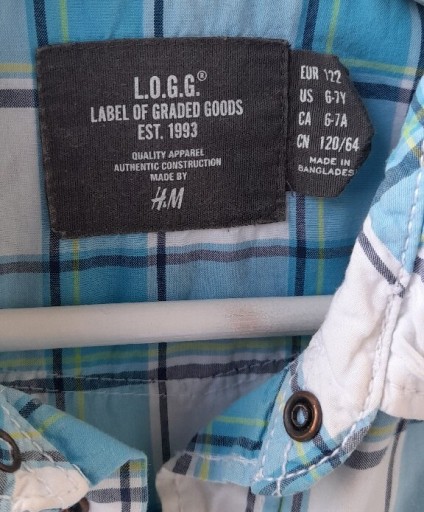 L.O.G.G.®
LABEL OF GRADED GOODS
EST. 1993
QUALITY APPAREL
AUTHENTIC CONSTRUCTION
MADE BY
H&M
EUR 122
US 6-7Y
CA 6-7A
CN 120/64
MADE IN
BANGLADES